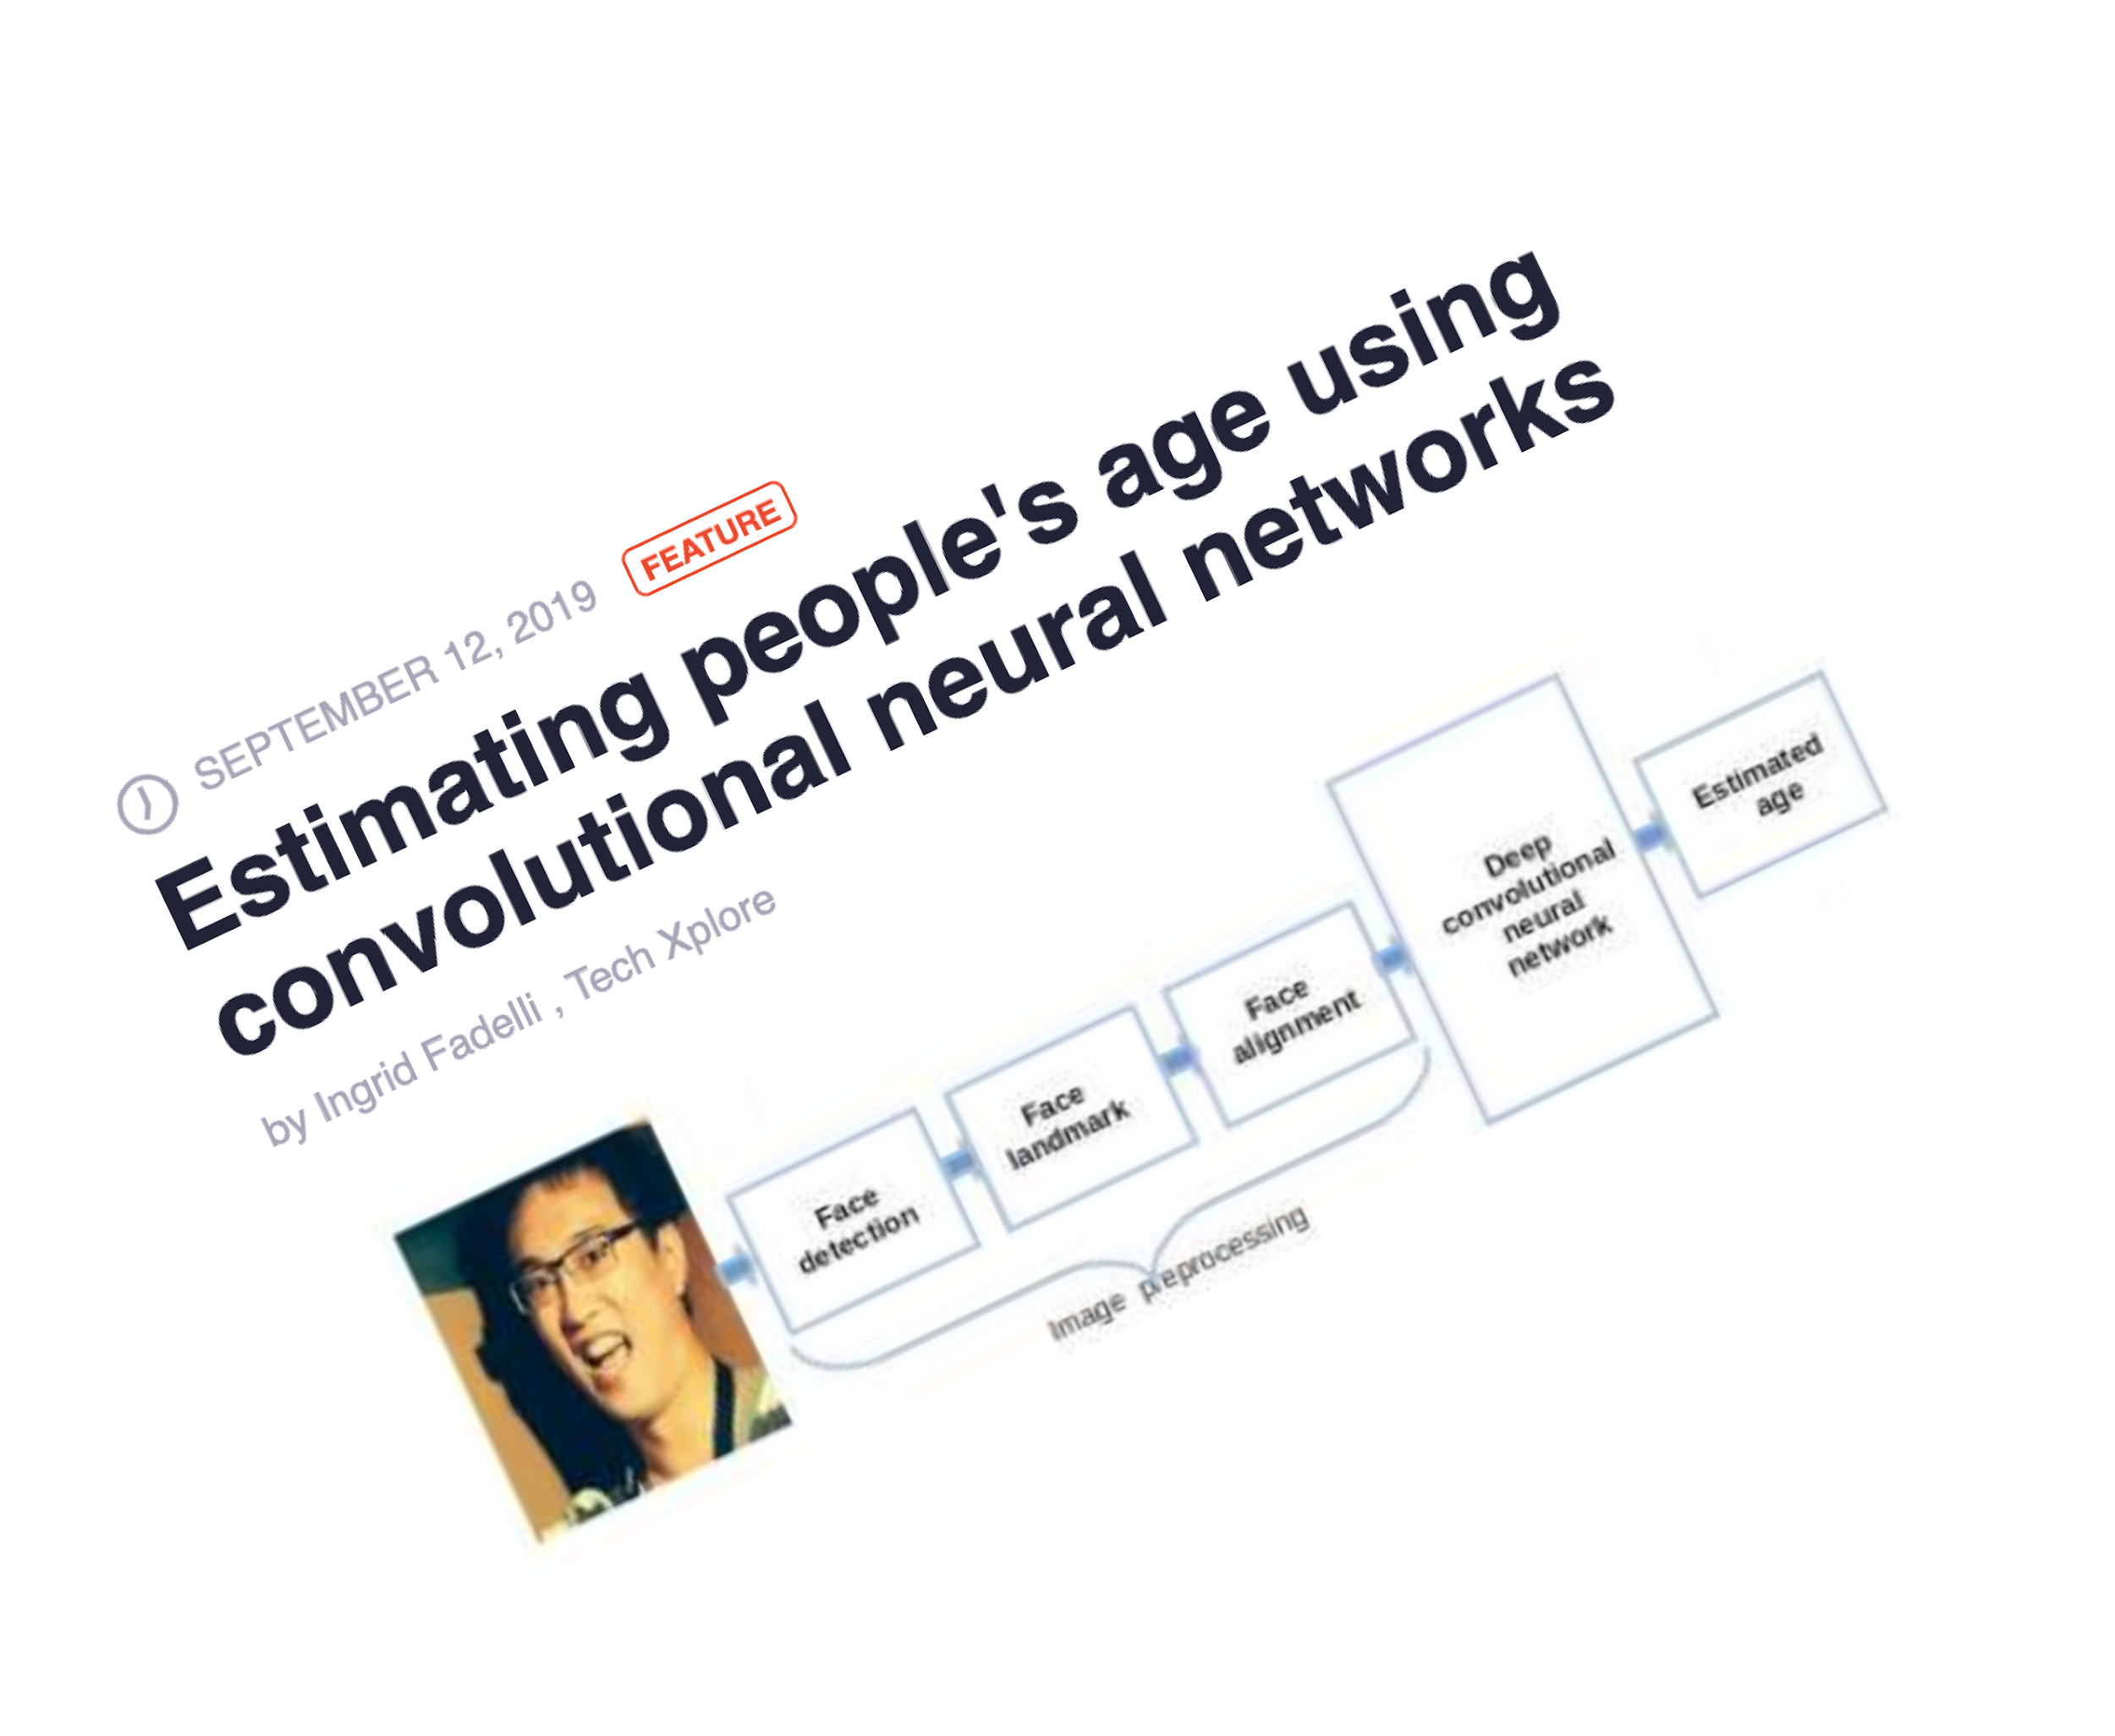 SEPTEMBER 12, 2019 FEATURE
Estimating people's age using
convolutional neural networks
by Ingrid Fadelli , Tech Xplore
Face
detection
Face
landmark
Face
alignment
Deep
convolutional
neural
network
Estimated
age
Image preprocessing